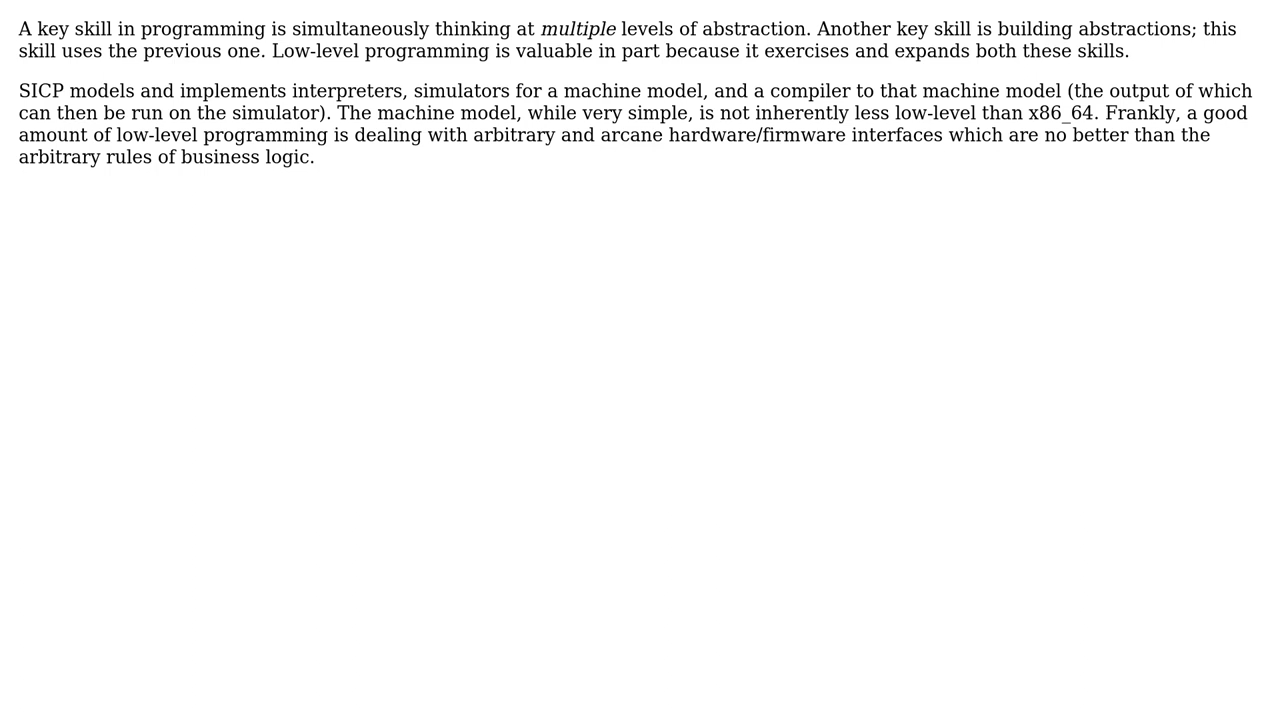 A key skill in programming is simultaneously thinking at multiple levels of abstraction. Another key skill is building abstractions; this
skill uses the previous one. Low-level programming is valuable in part because it exercises and expands both these skills.
SICP models and implements interpreters, simulators for a machine model, and a compiler to that machine model (the output of which
can then be run on the simulator). The machine model, while very simple, is not inherently less low-level than x86_64. Frankly, a good
amount of low-level programming is dealing with arbitrary and arcane hardware/firmware interfaces which are no better than the
arbitrary rules of business logic.